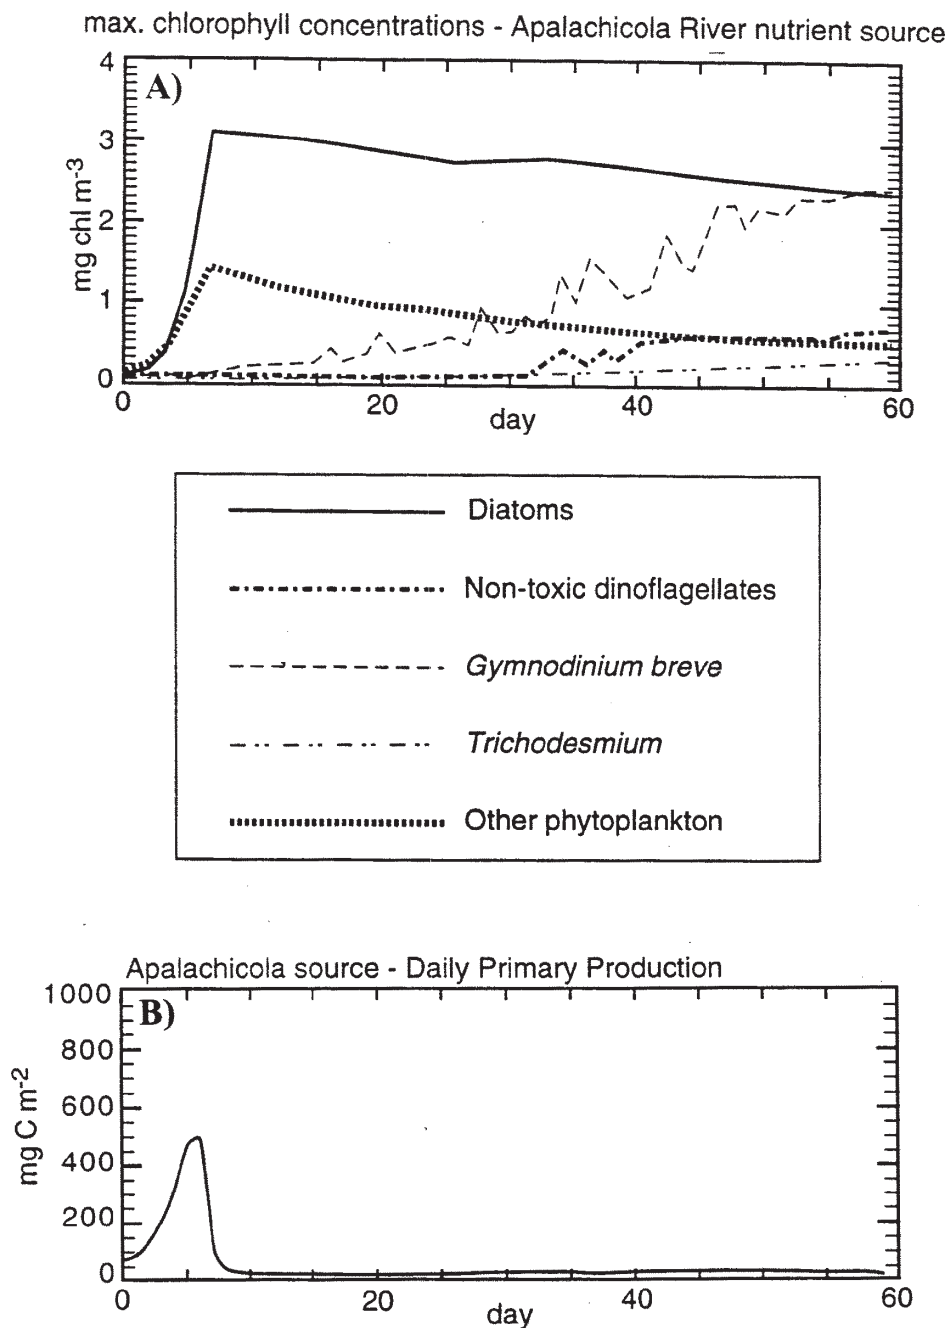 max. chlorophyll concentrations - Apalachicola River nutrient source
A)
4
3
2
1
0
mg chl m-3
0 20 40 60
day
Diatoms
Non-toxic dinoflagellates
Gymnodinium breve
Trichodesmium
Other phytoplankton
Apalachicola source - Daily Primary Production
B)
1000
800
600
400
200
0
mg C m-2
0 20 40 60
day